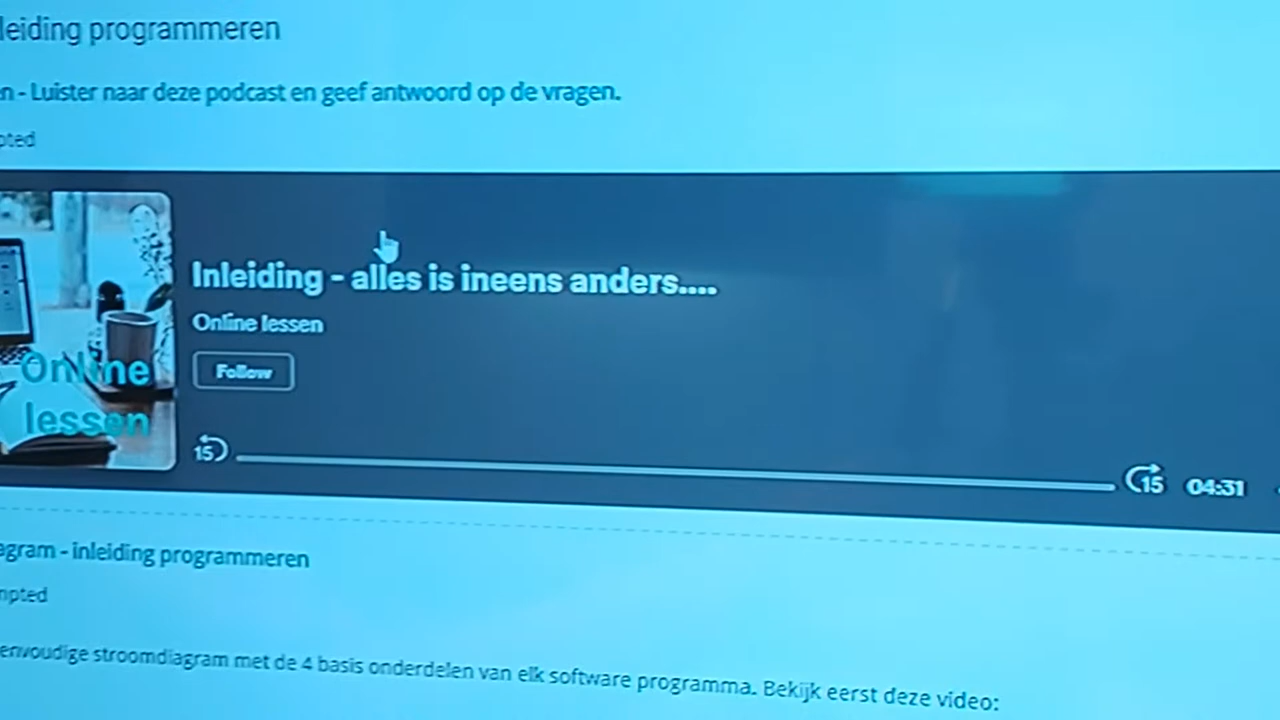 leiding programmeren
en - Luister naar deze podcast en geef antwoord op de vragen.
pted
Inleiding - alles is ineens anders....
Online lessen
Follow
Online
lessen
15
15 04:31
agram - inleiding programmeren
mpted
envoudige stroomdiagram met de 4 basis onderdelen van elk software programma. Bekijk eerst deze video: